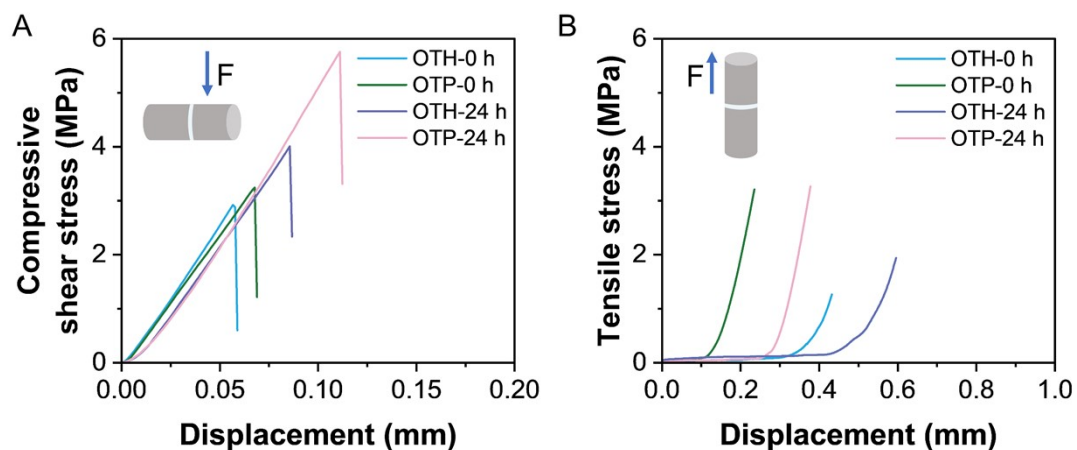 A
Compressive
shear stress (MPa)
6
4
2
0
F
OTH-0 h
OTP-0 h
OTH-24 h
OTP-24 h
0.00
0.05
0.10
0.15
0.20
Displacement (mm)
B
Tensile stress (MPa)
6
4
2
0
F
OTH-0 h
OTP-0 h
OTH-24 h
OTP-24 h
0.0
0.2
0.4
0.6
0.8
1.0
Displacement (mm)